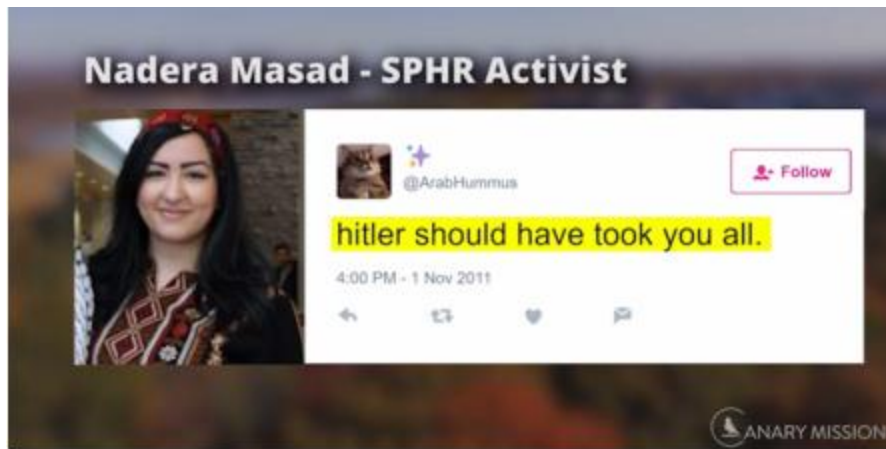 Nadera Masad - SPHR Activist
@ArabHummus
Follow
hitler should have took you all.
4:00 PM - 1 Nov 2011
CANARY MISSION